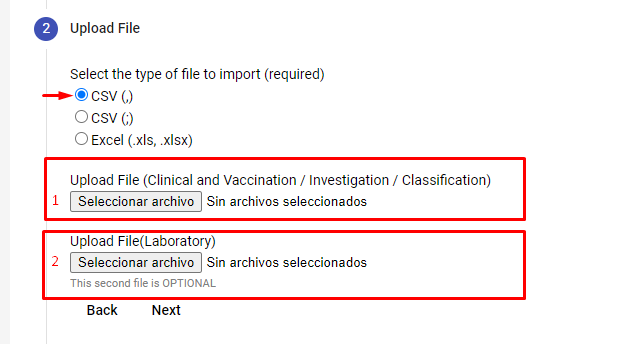 2 Upload File
Select the type of file to import (required)
CSV (,)
CSV (;)
Excel (.xls, .xlsx)
Upload File (Clinical and Vaccination / Investigation / Classification)
1 Seleccionar archivo Sin archivos seleccionados
Upload File(Laboratory)
2 Seleccionar archivo Sin archivos seleccionados
This second file is OPTIONAL
Back Next